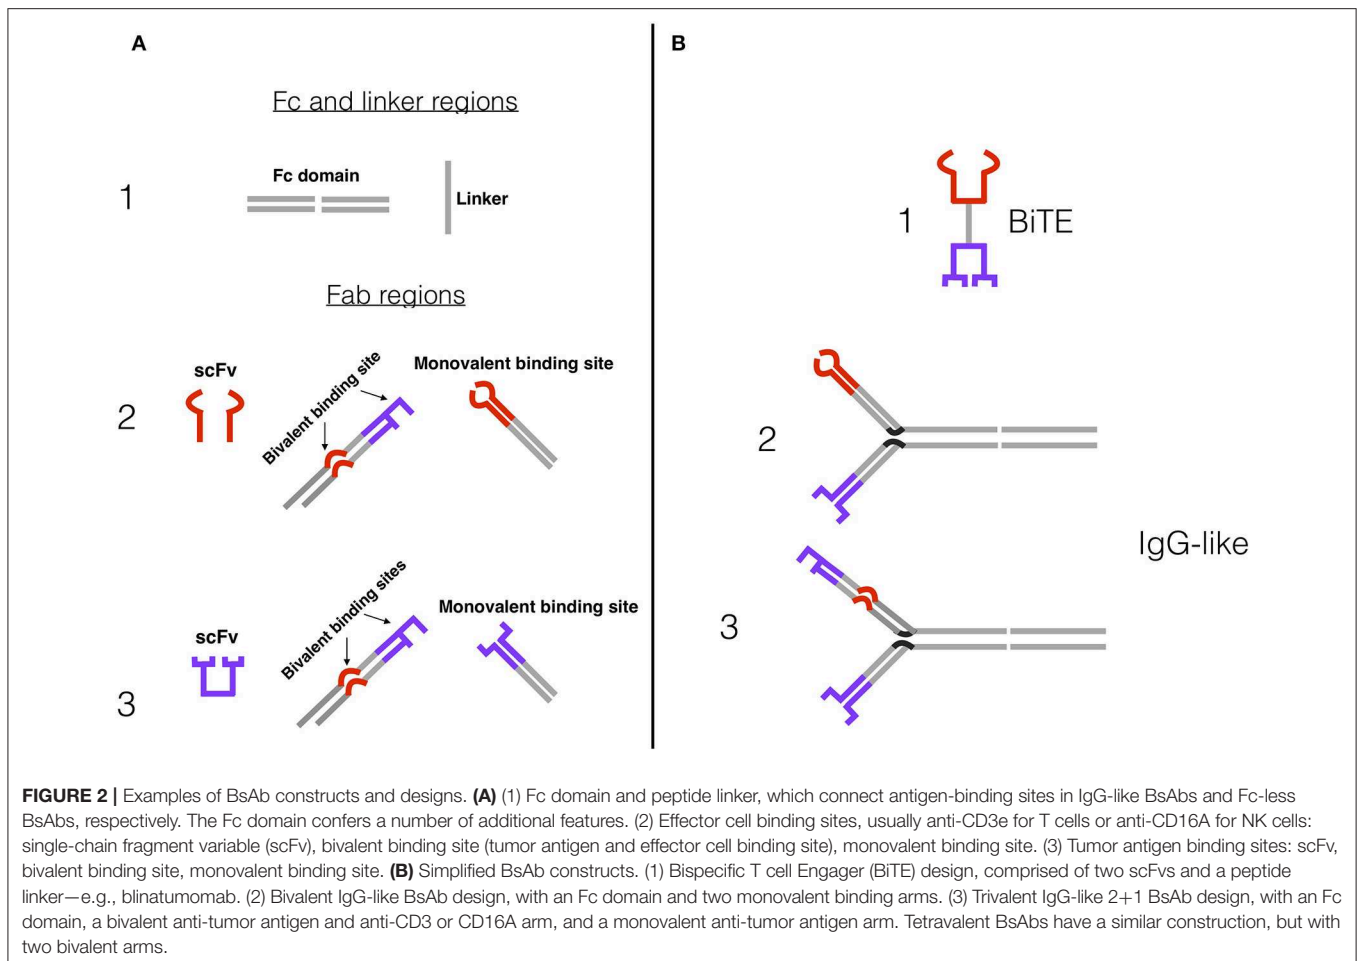 A
Fc and linker regions
1
Fc domain
Linker
Fab regions
2
scFv
Bivalent binding site
Monovalent binding site
3
scFv
Bivalent binding sites
Monovalent binding site
B
1
BiTE
2
IgG-like
3
FIGURE 2 | Examples of BsAb constructs and designs. (A) (1) Fc domain and peptide linker, which connect antigen-binding sites in IgG-like BsAbs and Fc-less
BsAbs, respectively. The Fc domain confers a number of additional features. (2) Effector cell binding sites, usually anti-CD3e for T cells or anti-CD16A for NK cells:
single-chain fragment variable (scFv), bivalent binding site (tumor antigen and effector cell binding site), monovalent binding site. (3) Tumor antigen binding sites: scFv,
bivalent binding site, monovalent binding site. (B) Simplified BsAb constructs. (1) Bispecific T cell Engager (BiTE) design, comprised of two scFvs and a peptide
linker—e.g., blinatumomab. (2) Bivalent IgG-like BsAb design, with an Fc domain and two monovalent binding arms. (3) Trivalent IgG-like 2+1 BsAb design, with an Fc
domain, a bivalent anti-tumor antigen and anti-CD3 or CD16A arm, and a monovalent anti-tumor antigen arm. Tetravalent BsAbs have a similar construction, but with
two bivalent arms.